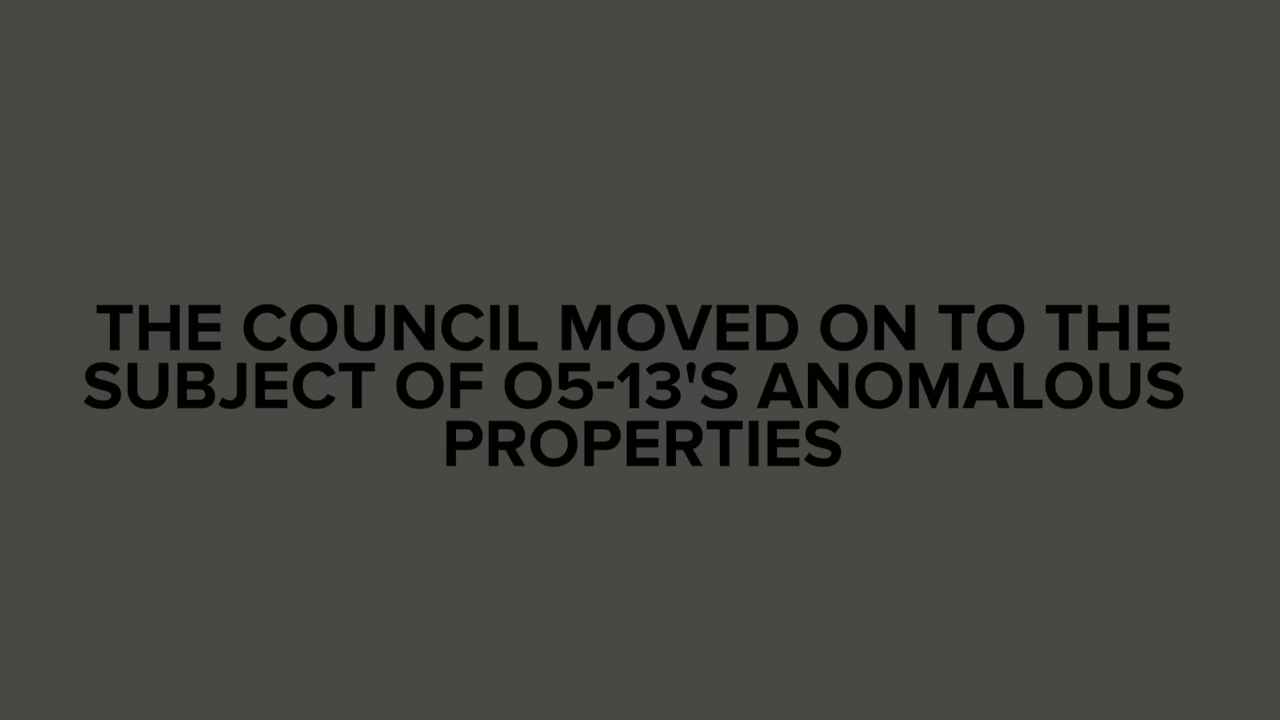 THE COUNCIL MOVED ON TO THE
SUBJECT OF O5-13'S ANOMALOUS
PROPERTIES